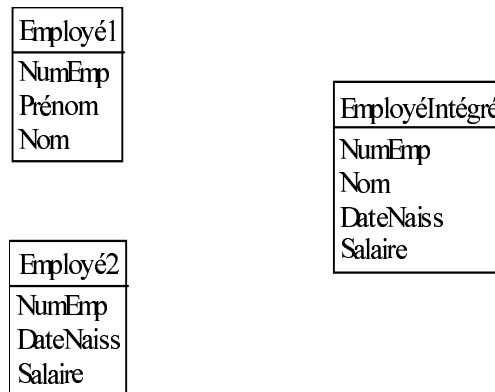 Employé1
NumEmp
Prénom
Nom
Employé2
NumEmp
DateNaiss
Salaire
EmployéIntégré
NumEmp
Nom
DateNaiss
Salaire